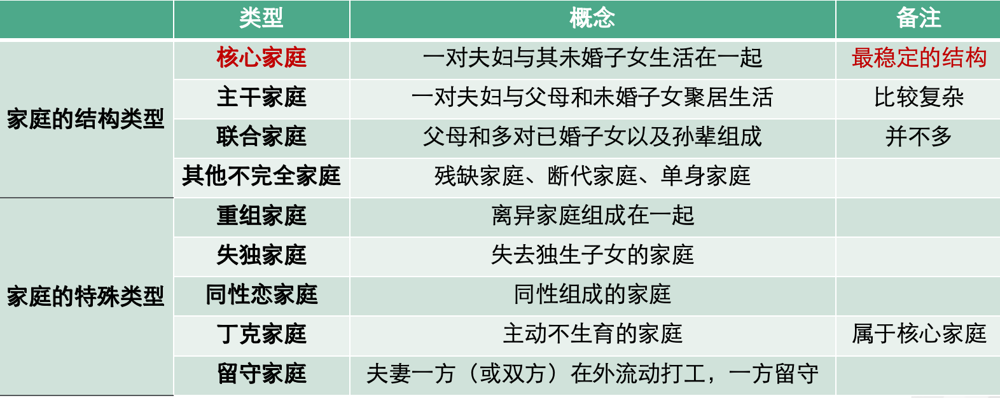 类型 概念 备注
家庭的结构类型
核心家庭 一对夫妇与其未婚子女生活在一起 最稳定的结构
主干家庭 一对夫妇与父母和未婚子女聚居生活 比较复杂
联合家庭 父母和多对已婚子女以及孙辈组成 并不多
其他不完全家庭 残缺家庭、断代家庭、单身家庭
家庭的特殊类型
重组家庭 离异家庭组成在一起
失独家庭 失去独生子女的家庭
同性恋家庭 同性组成的家庭
丁克家庭 主动不生育的家庭 属于核心家庭
留守家庭 夫妻一方（或双方）在外流动打工，一方留守